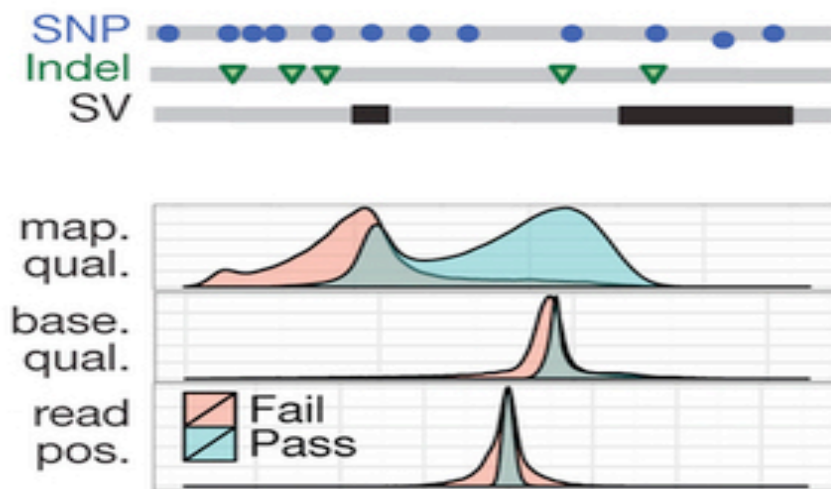 SNP
Indel
SV
map.
qual.
base.
qual.
read
pos.
Fail
Pass